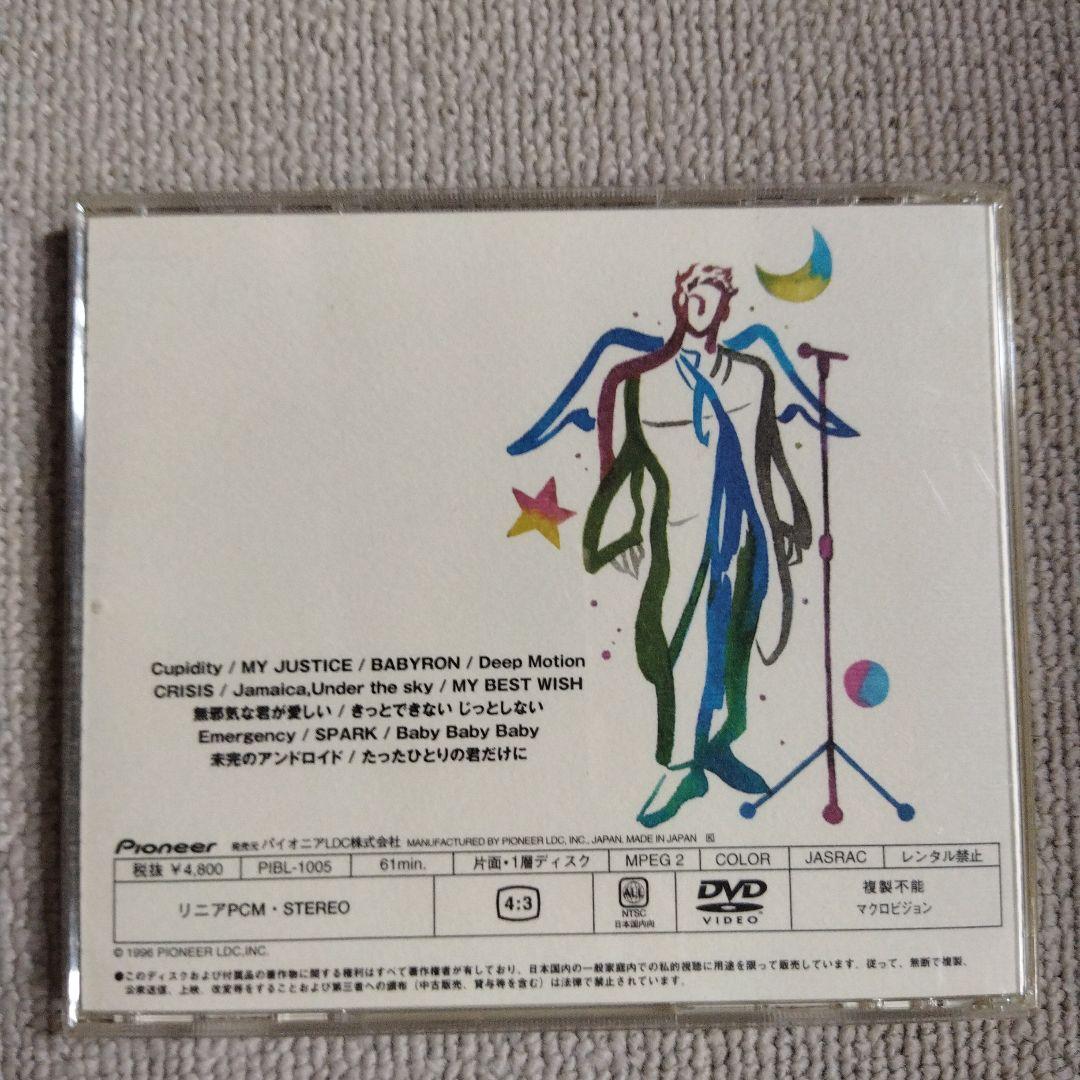 Cupidity / MY JUSTICE / BABYRON / Deep Motion
CRISIS / Jamaica,Under the sky / MY BEST WISH
無邪気な君が愛しい / きっとできない じっとしない
Emergency / SPARK / Baby Baby Baby
未完のアンドロイド / たったひとりの君だけに
Pioneer 発売元 パイオニアLDC株式会社 MANUFACTURED BY PIONEER LDC, INC., JAPAN. MADE IN JAPAN
税抜 ¥4,800 PIBL-1005 61min. 片面・1層ディスク MPEG 2 COLOR JASRAC レンタル禁止
リニアPCM・STEREO 4:3 ALL NTSC 日本国内向 DVD VIDEO 複製不能 マクロビジョン
© 1996 PIONEER LDC,INC.
●このディスクおよび付属品の著作物に関する権利はすべて著作権者が有しており、日本国内の一般家庭内での私的視聴に用途を限って販売しています。従って、無断で複製、
公衆送信、上映、改変等をすることおよび第三者への頒布（中古販売、貸与等を含む）は法律で禁止されています。